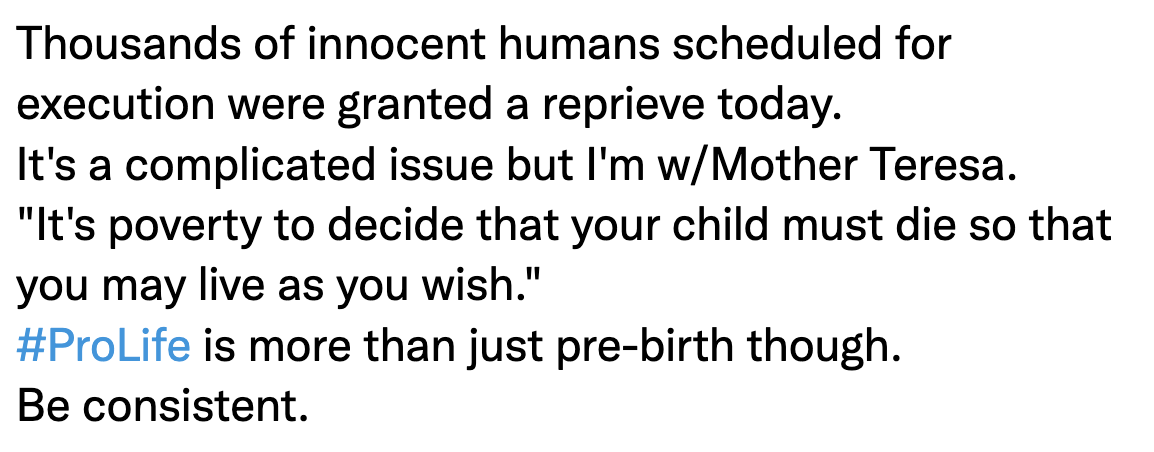 Thousands of innocent humans scheduled for
execution were granted a reprieve today.
It's a complicated issue but I'm w/Mother Teresa.
"It's poverty to decide that your child must die so that
you may live as you wish."
#ProLife is more than just pre-birth though.
Be consistent.